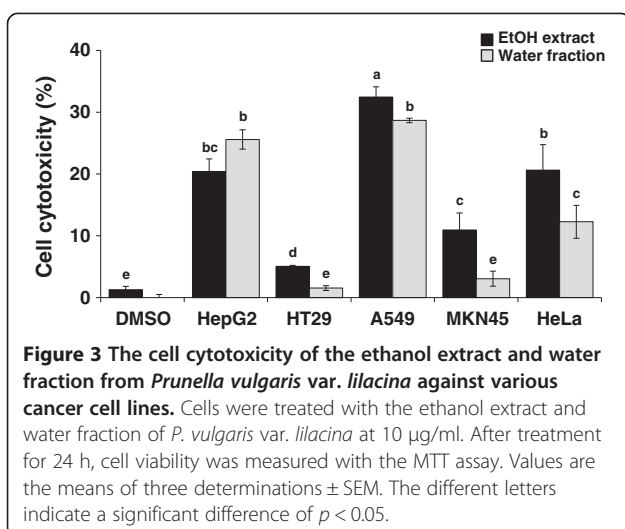 EtOH extract
Water fraction
Cell cytotoxicity (%)
40
30
20
10
0
e
bc
b
d
e
a
b
c
e
b
c
DMSO HepG2 HT29 A549 MKN45 HeLa
Figure 3 The cell cytotoxicity of the ethanol extract and water
fraction from Prunella vulgaris var. lilacina against various
cancer cell lines. Cells were treated with the ethanol extract and
water fraction of P. vulgaris var. lilacina at 10 μg/ml. After treatment
for 24 h, cell viability was measured with the MTT assay. Values are
the means of three determinations ± SEM. The different letters
indicate a significant difference of p < 0.05.